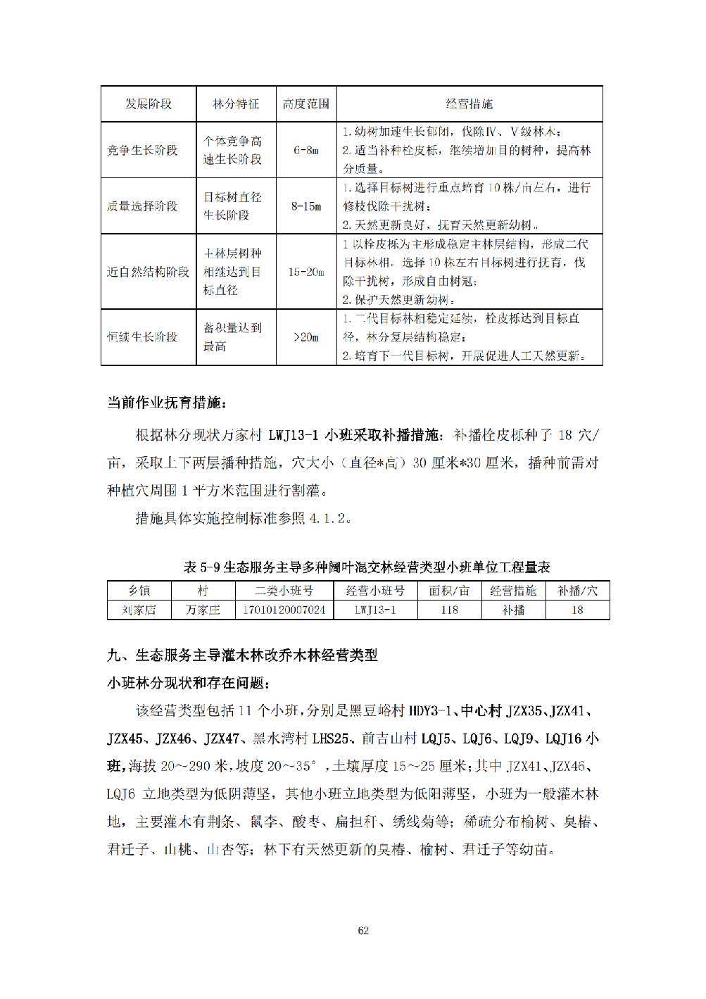 发展阶段 林分特征 高度范围 经营措施
竞争生长阶段 个体竞争高速生长阶段 6-8m 1.幼树加速生长郁闭，伐除Ⅳ、Ⅴ级林木；
2.适当补种栓皮栎，继续增加目的树种，提高林
分质量。
质量选择阶段 目标树直径生长阶段 8-15m 1.选择目标树进行重点培育 10 株/亩左右，进行
修枝伐除干扰树；
2.天然更新良好，抚育天然更新幼树。
近自然结构阶段 主林层树种相继达到目标直径 15-20m 1 以栓皮栎为主形成稳定主林层结构，形成二代
目标林相。选择 10 株左右目标树进行抚育，伐
除干扰树，形成自由树冠；
2.保护天然更新幼树。
恒续生长阶段 蓄积量达到最高 >20m 1.二代目标林相稳定延续，栓皮栎达到目标直
径，林分复层结构稳定；
2.培育下一代目标树，开展促进人工天然更新。
当前作业抚育措施：
根据林分现状万家村 LWJ13-1 小班采取补播措施：补播栓皮栎种子 18 穴/
亩，采取上下两层播种措施，穴大小（直径*高）30 厘米*30 厘米，播种前需对
种植穴周围 1 平方米范围进行割灌。
措施具体实施控制标准参照 4.1.2。
表 5-9 生态服务主导多种阔叶混交林经营类型小班单位工程量表
乡镇 村 二类小班号 经营小班号 面积/亩 经营措施 补播/穴
刘家店 万家庄 17010120007024 LWJ13-1 118 补播 18
九、生态服务主导灌木林改乔木林经营类型
小班林分现状和存在问题：
该经营类型包括 11 个小班，分别是黑豆峪村 HDY3-1、中心村 JZX35、JZX41、
JZX45、JZX46、JZX47、黑水湾村 LHS25、前吉山村 LQJ5、LQJ6、LQJ9、LQJ16 小
班，海拔 20～290 米，坡度 20～35°，土壤厚度 15～25 厘米；其中 JZX41、JZX46、
LQJ6 立地类型为低阴薄坚，其他小班立地类型为低阳薄坚，小班为一般灌木林
地，主要灌木有荆条、鼠李、酸枣、扁担秆、绣线菊等；稀疏分布榆树、臭椿、
君迁子、山桃、山杏等；林下有天然更新的臭椿、榆树、君迁子等幼苗。
62